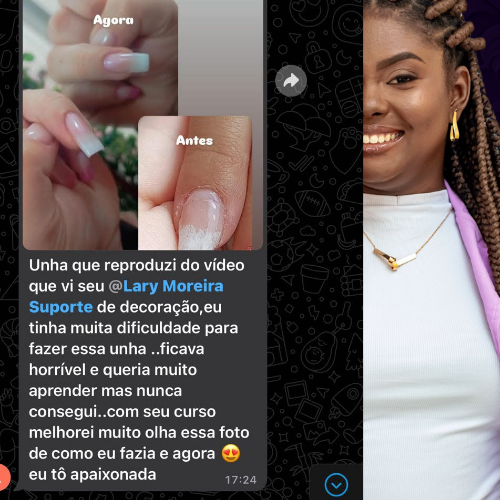 Agora
Antes
Unha que reproduzi do vídeo
que vi seu @Lary Moreira
Suporte de decoração,eu
tinha muita dificuldade para
fazer essa unha ..ficava
horrível e queria muito
aprender mas nunca
consegui..com seu curso
melhorei muito olha essa foto
de como eu fazia e agora 😍
eu tô apaixonada
17:24